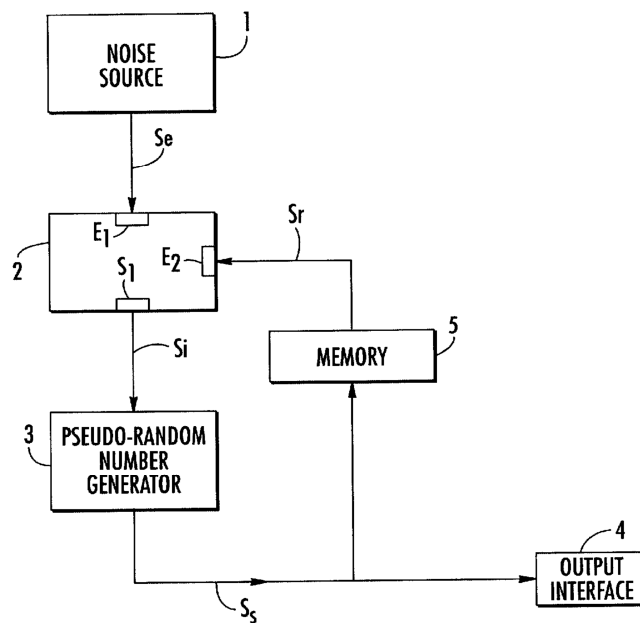 1
NOISE
SOURCE
Se
E1
Sr
E2
2
S1
Si
MEMORY
5
3
PSEUDO-RANDOM
NUMBER
GENERATOR
4
OUTPUT
INTERFACE
Ss